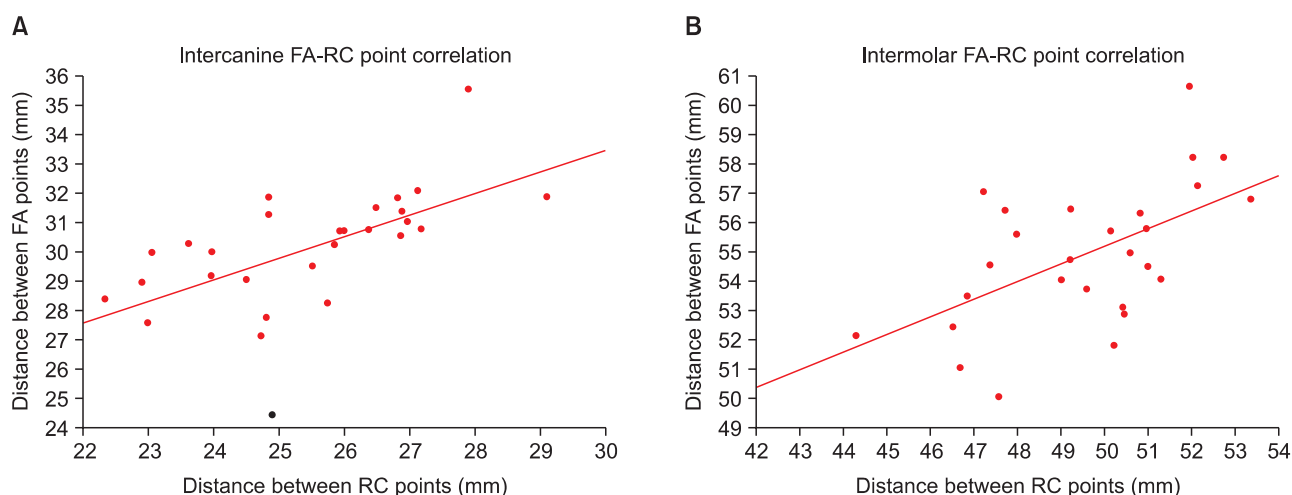 A
Intercanine FA-RC point correlation
Distance between FA points (mm)
36
35
34
33
32
31
30
29
28
27
26
25
24
22 23 24 25 26 27 28 29 30
Distance between RC points (mm)
B
Intermolar FA-RC point correlation
Distance between FA points (mm)
61
60
59
58
57
56
55
54
53
52
51
50
49
42 43 44 45 46 47 48 49 50 51 52 53 54
Distance between RC points (mm)